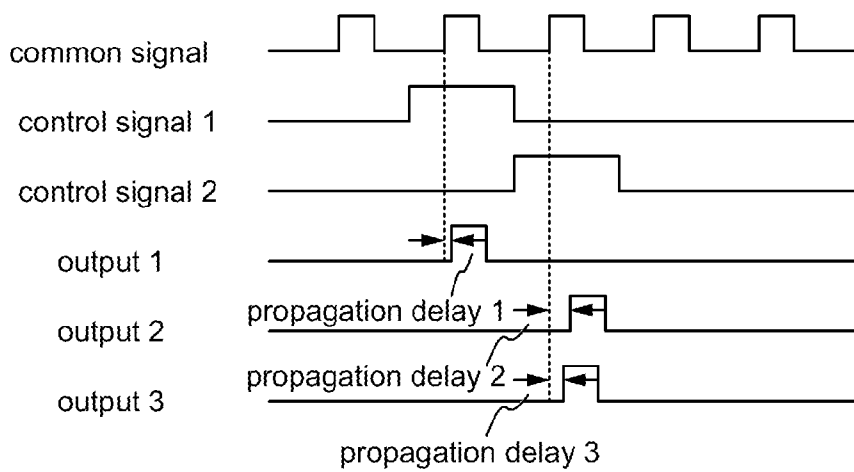 common signal
control signal 1
control signal 2
output 1
propagation delay 1
output 2
propagation delay 2
output 3
propagation delay 3